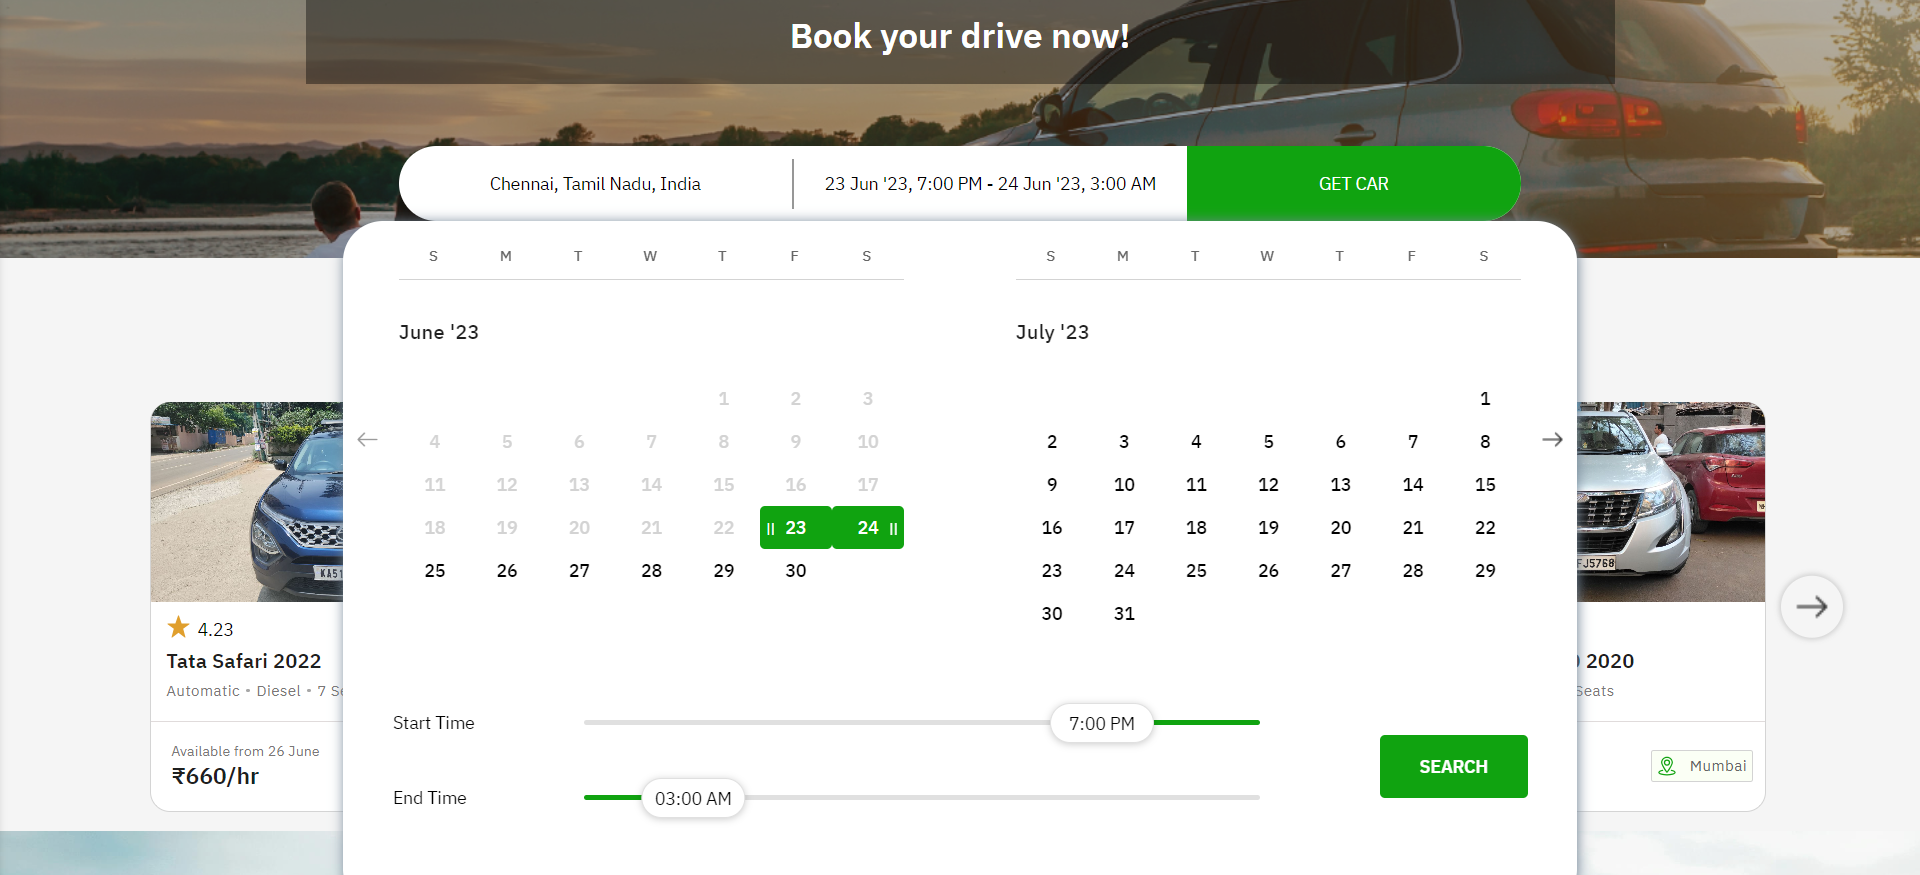 Book your drive now!
Chennai, Tamil Nadu, India
23 Jun '23, 7:00 PM - 24 Jun '23, 3:00 AM
GET CAR
S M T W T F S
June '23
1 2 3
4 5 6 7 8 9 10
11 12 13 14 15 16 17
18 19 20 21 22 23 24
25 26 27 28 29 30
S M T W T F S
July '23
1
2 3 4 5 6 7 8
9 10 11 12 13 14 15
16 17 18 19 20 21 22
23 24 25 26 27 28 29
30 31
Start Time
7:00 PM
End Time
03:00 AM
SEARCH
KA51
4.23
Tata Safari 2022
Automatic • Diesel • 7 Se
Available from 26 June
₹660/hr
FJ5768
2020
Seats
Mumbai